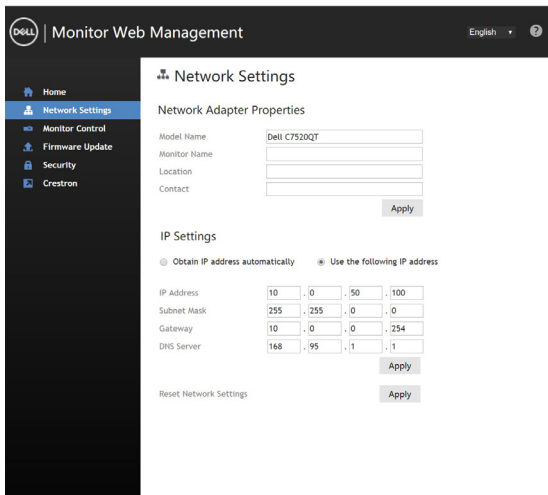 DELL | Monitor Web Management
English
?
Home
Network Settings
Monitor Control
Firmware Update
Security
Crestron
Network Settings
Network Adapter Properties
Model Name Dell C7520QT
Monitor Name
Location
Contact
Apply
IP Settings
Obtain IP address automatically Use the following IP address
IP Address 10 . 0 . 50 . 100
Subnet Mask 255 . 255 . 0 . 0
Gateway 10 . 0 . 0 . 254
DNS Server 168 . 95 . 1 . 1
Apply
Reset Network Settings Apply